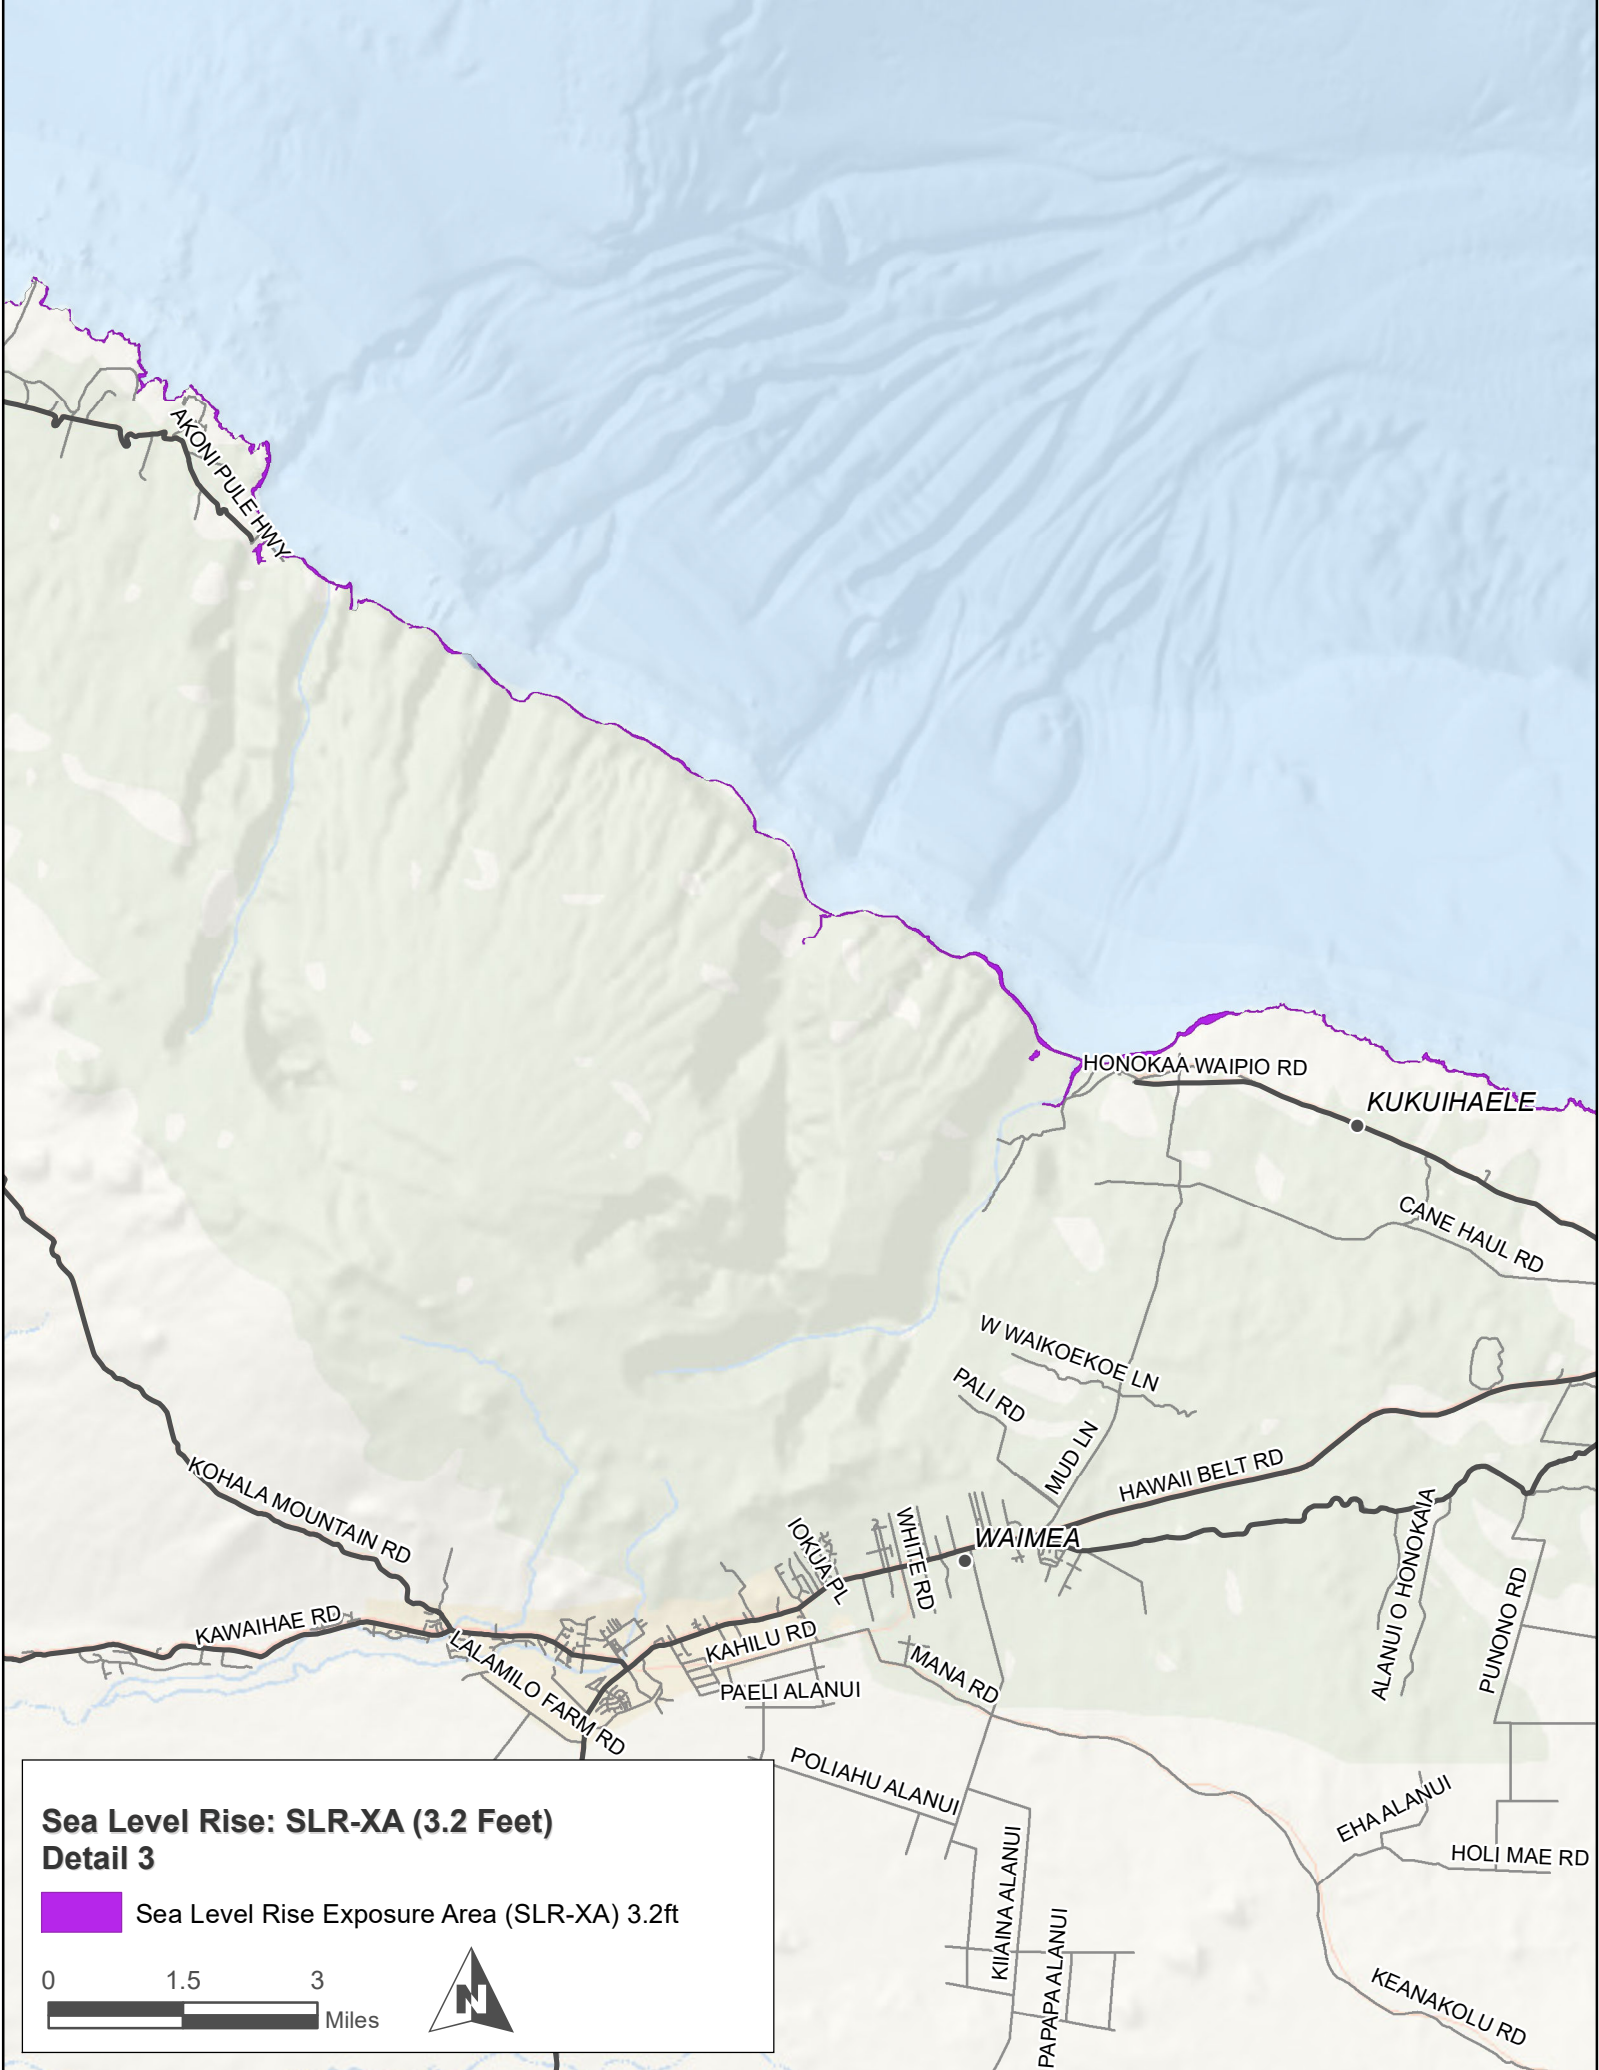 AKONI PULE HWY
HONOKAA WAIPIO RD
KUKUIHAELE
CANE HAUL RD
W WAIKOEKOE LN
PALI RD
MUD LN
HAWAII BELT RD
KOHALA MOUNTAIN RD
IOKUA PL
WHITE RD
WAIMEA
ALANUI O HONOKAIA
PUNONO RD
KAWAIHAE RD
LALAMILO FARM RD
KAHILU RD
PAELI ALANUI
MANA RD
POLIAHU ALANUI
EHA ALANUI
HOLI MAE RD
KIIAINA ALANUI
PAPAPA ALANUI
KEANAKOLU RD
Sea Level Rise: SLR-XA (3.2 Feet)
Detail 3
Sea Level Rise Exposure Area (SLR-XA) 3.2ft
0 1.5 3
Miles
N